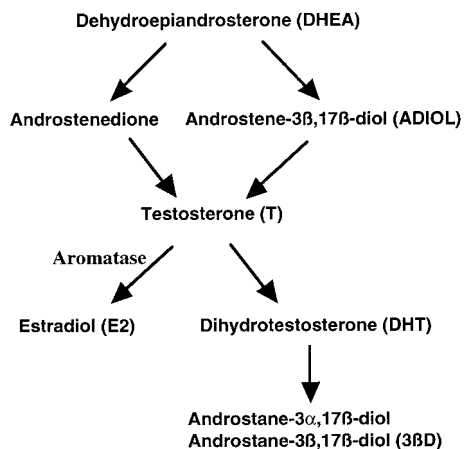 Dehydroepiandrosterone (DHEA)
Androstenedione
Androstene-3ß,17ß-diol (ADIOL)
Testosterone (T)
Aromatase
Estradiol (E2)
Dihydrotestosterone (DHT)
Androstane-3α,17ß-diol
Androstane-3ß,17ß-diol (3ßD)